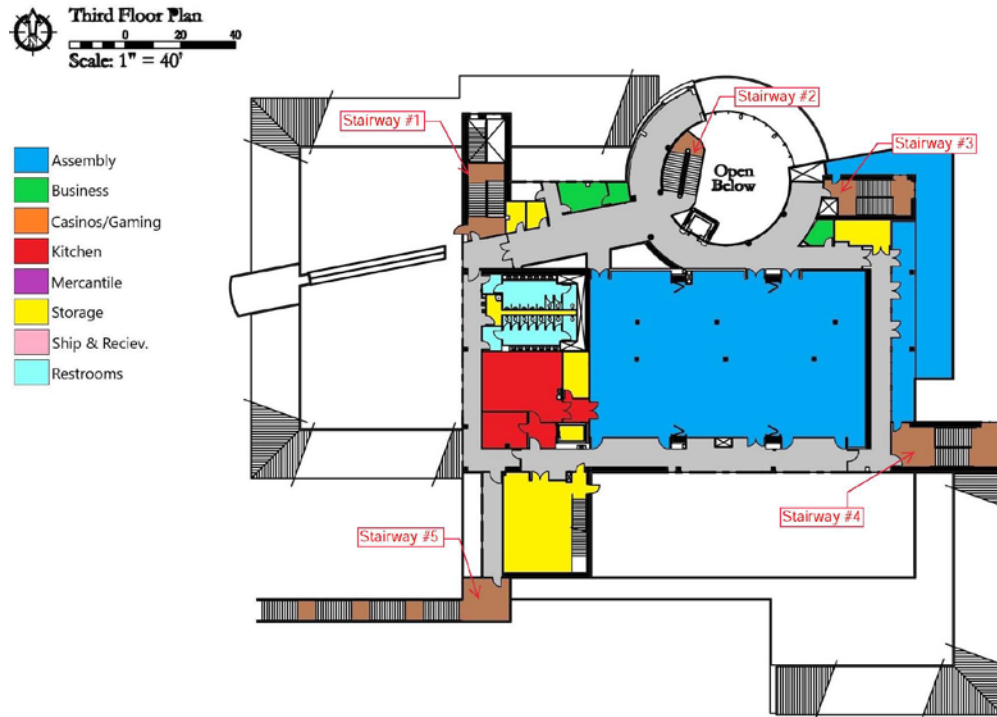 Third Floor Plan
0 20 40
Scale: 1" = 40'
Stairway #1
Stairway #2
Stairway #3
Open
Below
Assembly
Business
Casinos/Gaming
Kitchen
Mercantile
Storage
Ship & Reciev.
Restrooms
Stairway #4
Stairway #5